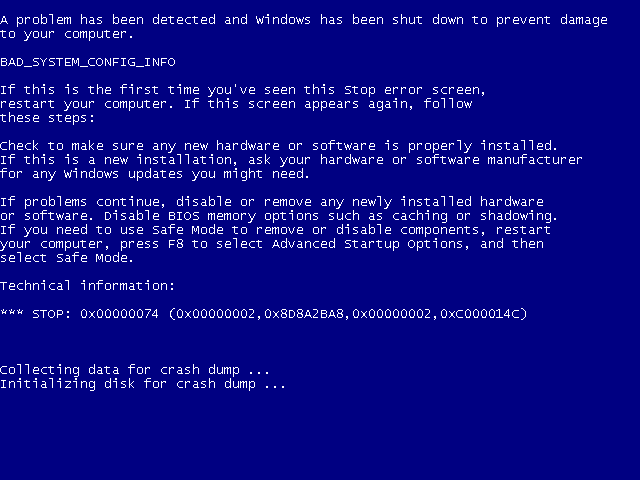 A problem has been detected and Windows has been shut down to prevent damage
to your computer.
BAD_SYSTEM_CONFIG_INFO
If this is the first time you've seen this Stop error screen,
restart your computer. If this screen appears again, follow
these steps:
Check to make sure any new hardware or software is properly installed.
If this is a new installation, ask your hardware or software manufacturer
for any Windows updates you might need.
If problems continue, disable or remove any newly installed hardware
or software. Disable BIOS memory options such as caching or shadowing.
If you need to use Safe Mode to remove or disable components, restart
your computer, press F8 to select Advanced Startup Options, and then
select Safe Mode.
Technical information:
*** STOP: 0x00000074 (0x00000002,0x8D8A2BA8,0x00000002,0xC000014C)
Collecting data for crash dump ...
Initializing disk for crash dump ...